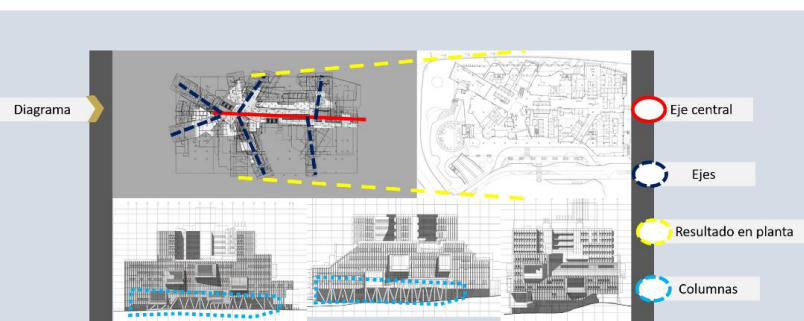 Diagrama
Eje central
Ejes
Resultado en planta
Columnas